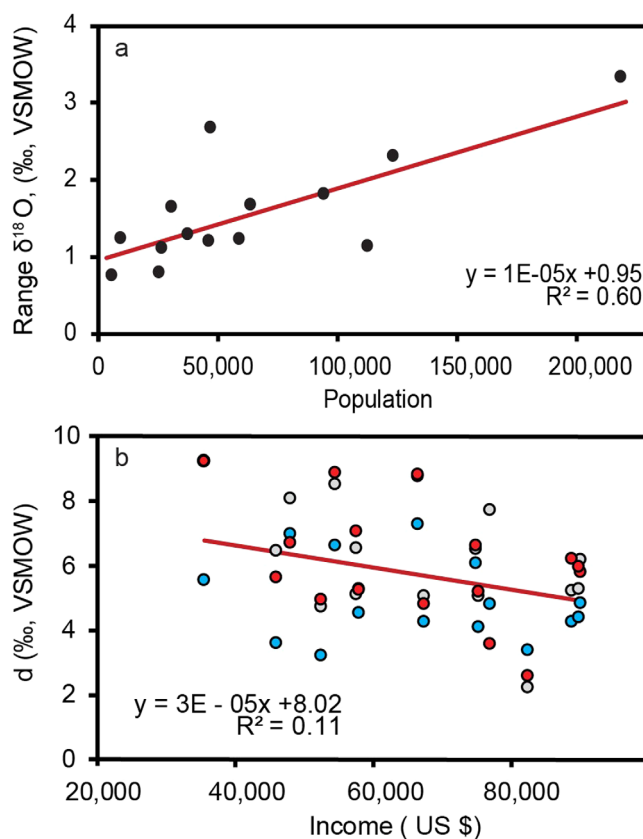 a
4
3
2
1
0
Range δ¹⁸O, (‰, VSMOW)
y = 1E-05x +0.95
R² = 0.60
0 50,000 100,000 150,000 200,000
Population
b
10
8
6
4
2
0
d (‰, VSMOW)
y = 3E - 05x +8.02
R² = 0.11
20,000 40,000 60,000 80,000
Income ( US $)